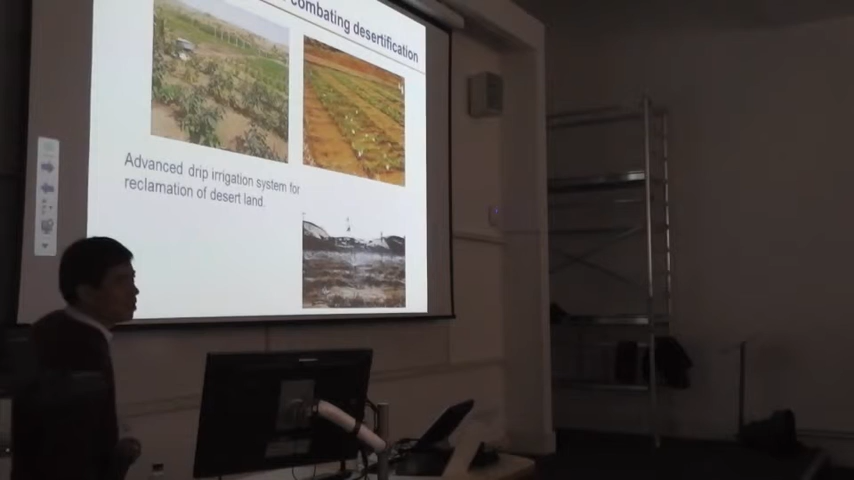 combating desertification
Advanced drip irrigation system for
reclamation of desert land.